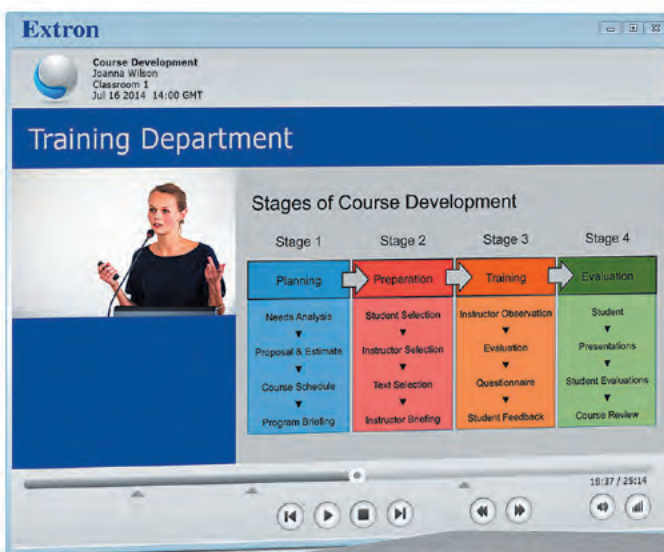 Extron
Course Development
Joanna Wilson
Classroom 1
Jul 16 2014 14:00 GMT
Training Department
Stages of Course Development
Stage 1
Stage 2
Stage 3
Stage 4
Planning
Preparation
Training
Evaluation
Needs Analysis
Proposal & Estimate
Course Schedule
Program Briefing
Student Selection
Instructor Selection
Text Selection
Instructor Briefing
Instructor Observation
Evaluation
Questionnaire
Student Feedback
Student
Presentations
Student Evaluations
Course Review
18:37 / 25:14